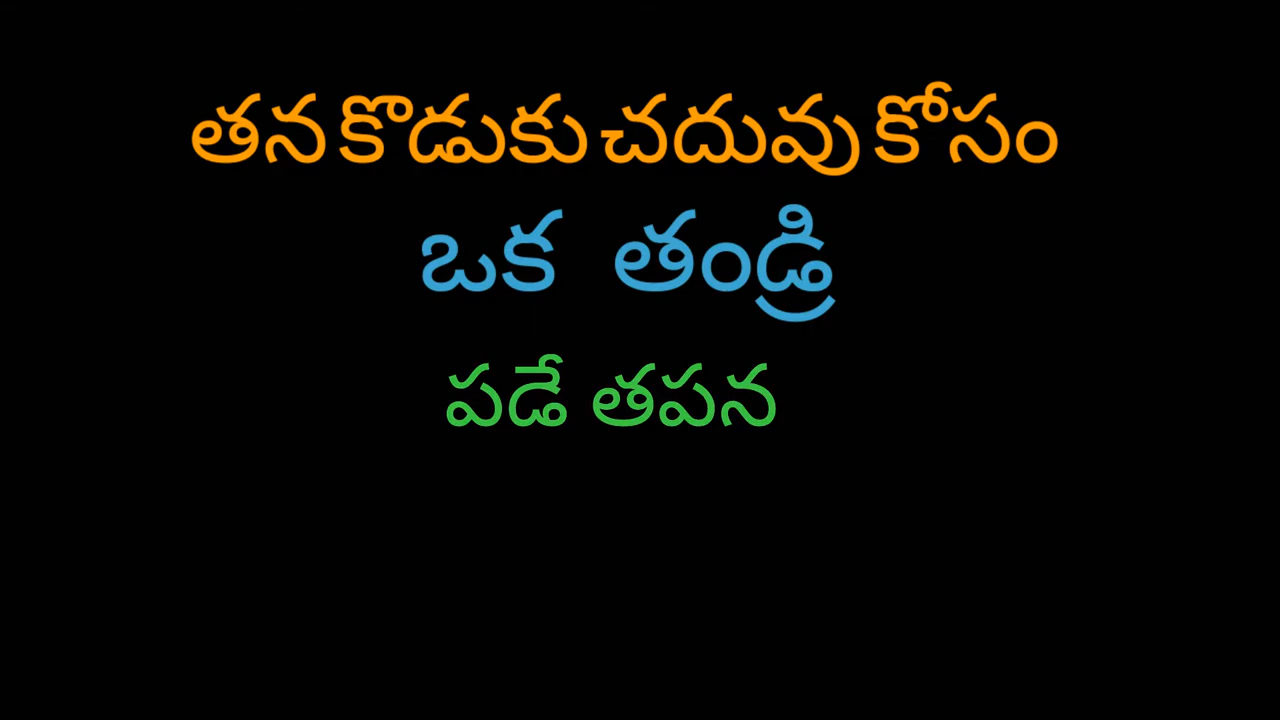 తన కొడుకు చదువు కోసం
ఒక తండ్రి
పడే తపన